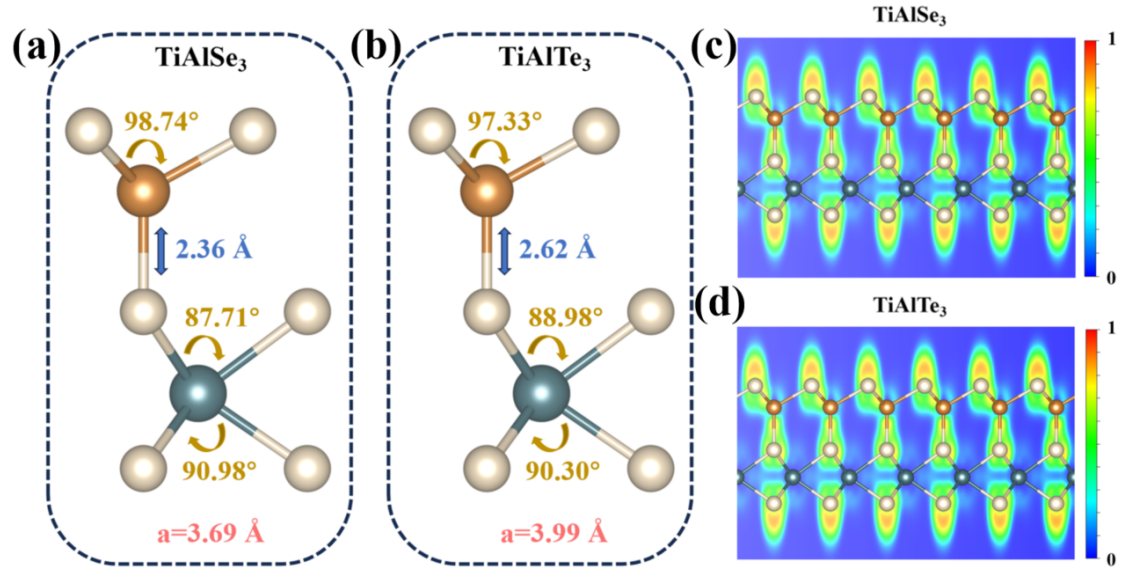 (a)
TiAlSe₃
98.74°
2.36 Å
87.71°
90.98°
a=3.69 Å
(b)
TiAlTe₃
97.33°
2.62 Å
88.98°
90.30°
a=3.99 Å
(c)
TiAlSe₃
1
0
(d)
TiAlTe₃
1
0